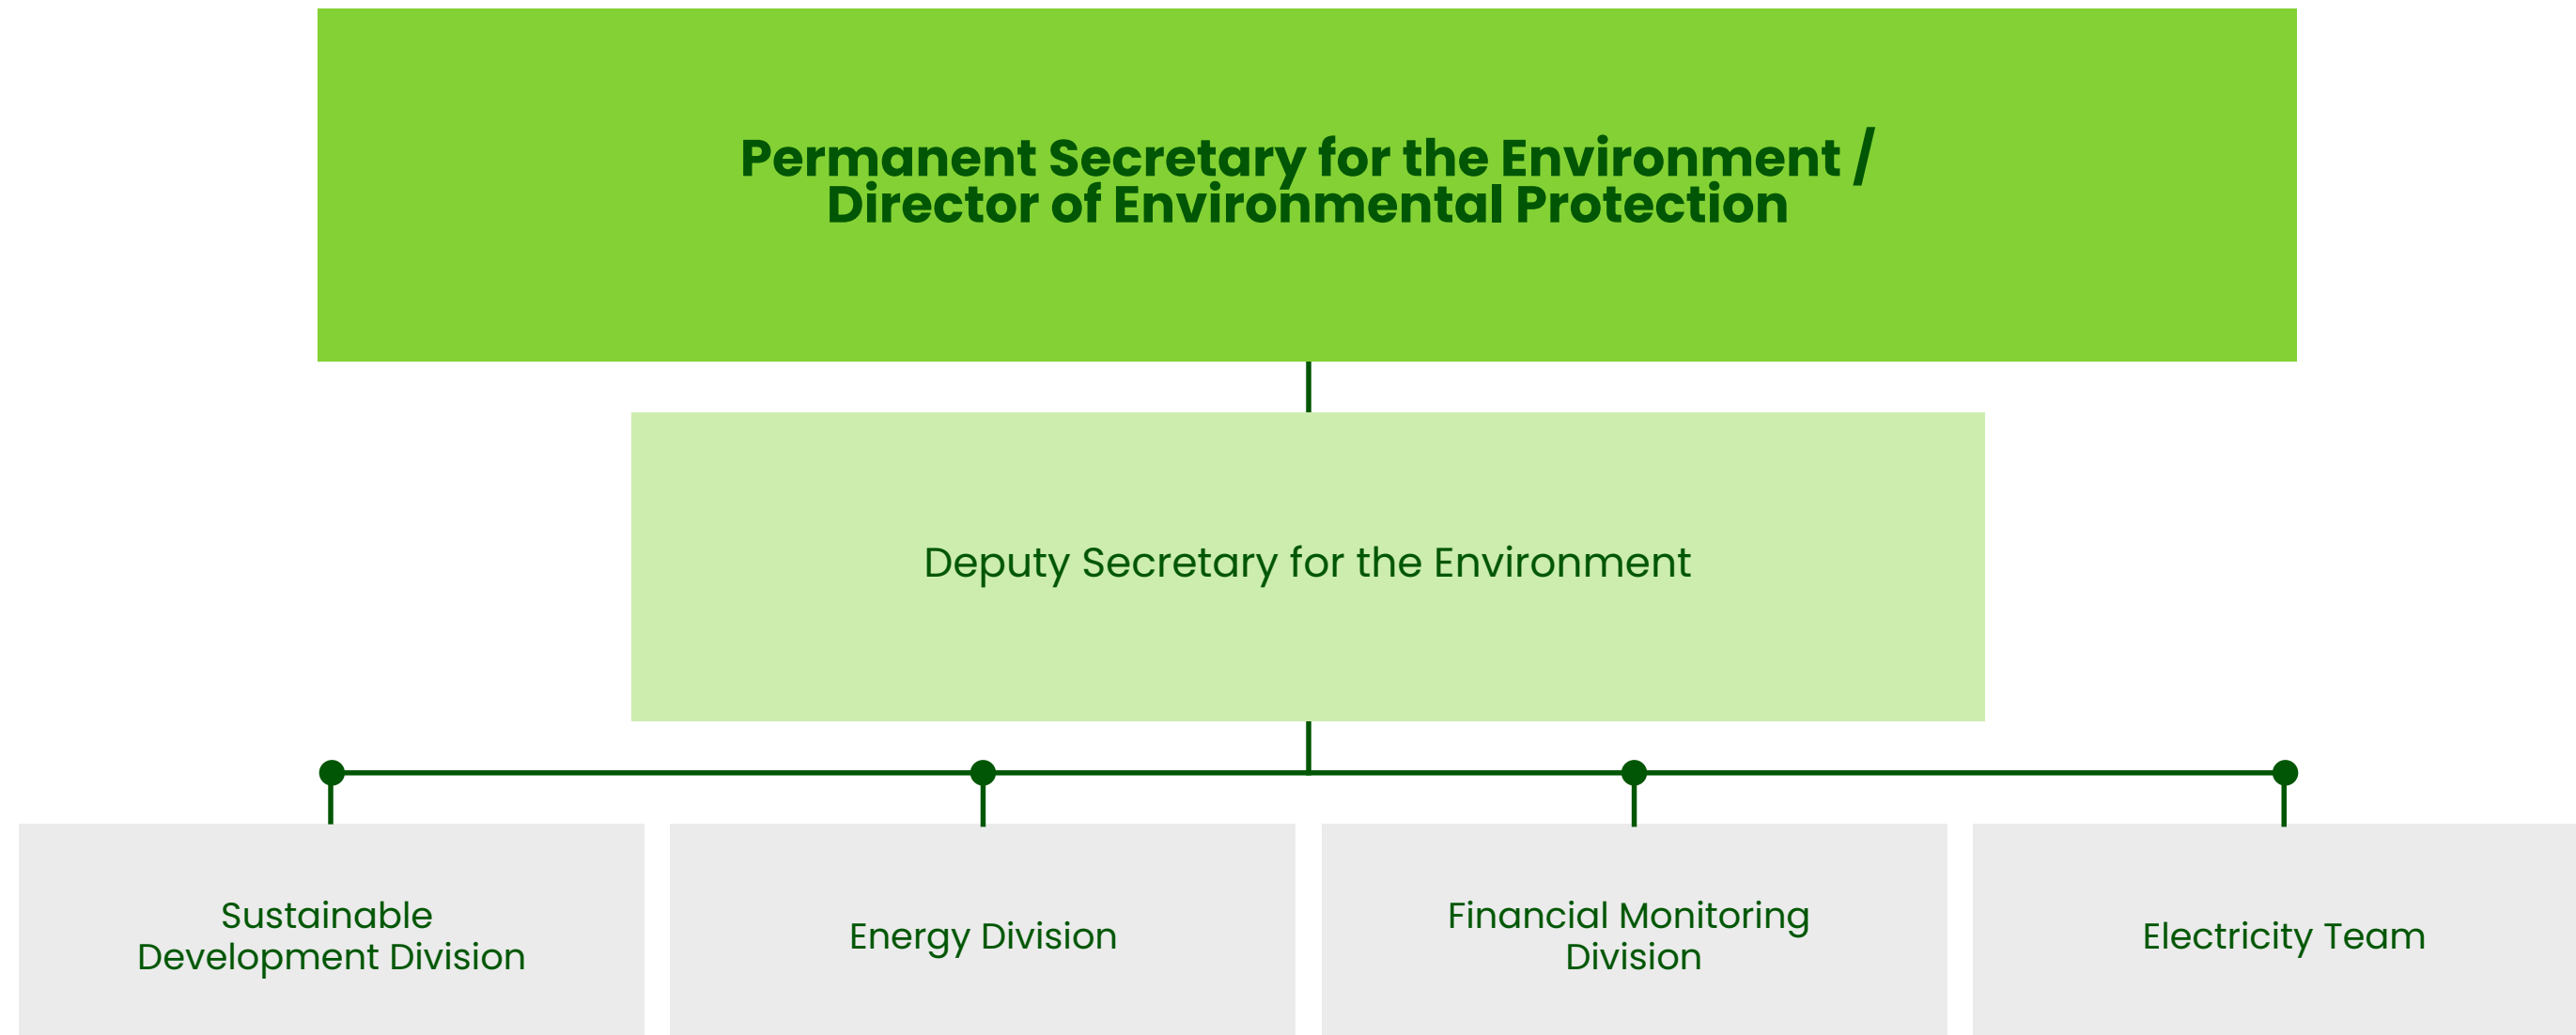 Permanent Secretary for the Environment /
Director of Environmental Protection
Deputy Secretary for the Environment
Sustainable
Development Division
Energy Division
Financial Monitoring
Division
Electricity Team